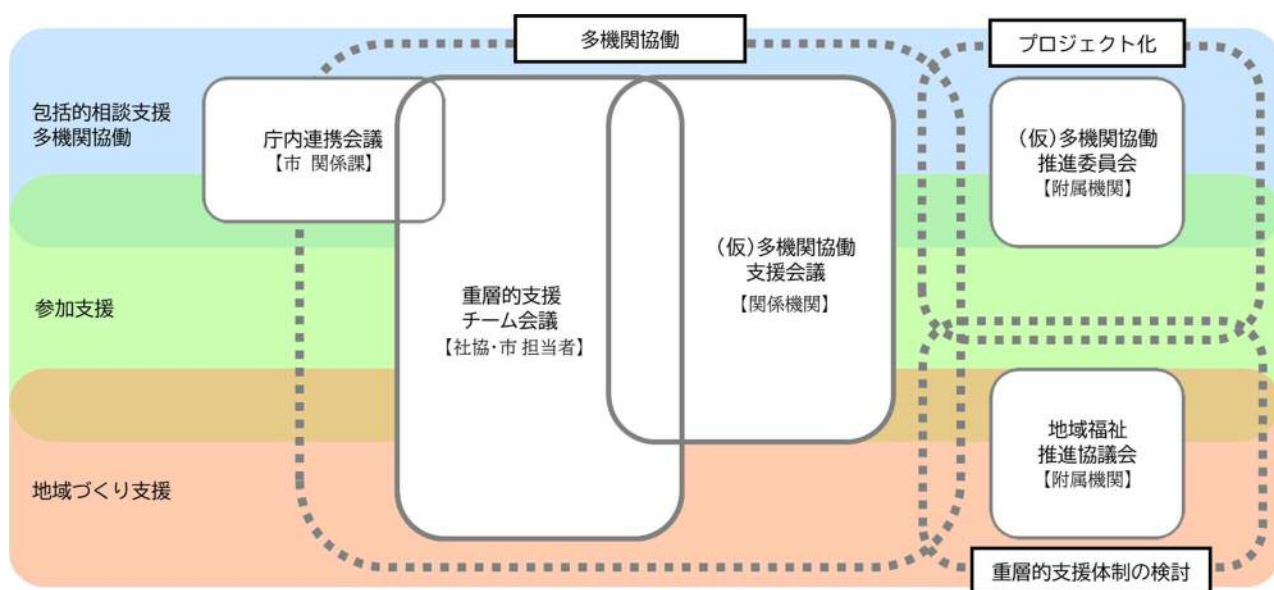 多機関協働
プロジェクト化
包括的相談支援
多機関協働
庁内連携会議
【市 関係課】
(仮)多機関協働
推進委員会
【附属機関】
(仮)多機関協働
支援会議
【関係機関】
重層的支援
チーム会議
【社協・市 担当者】
参加支援
地域福祉
推進協議会
【附属機関】
地域づくり支援
重層的支援体制の検討